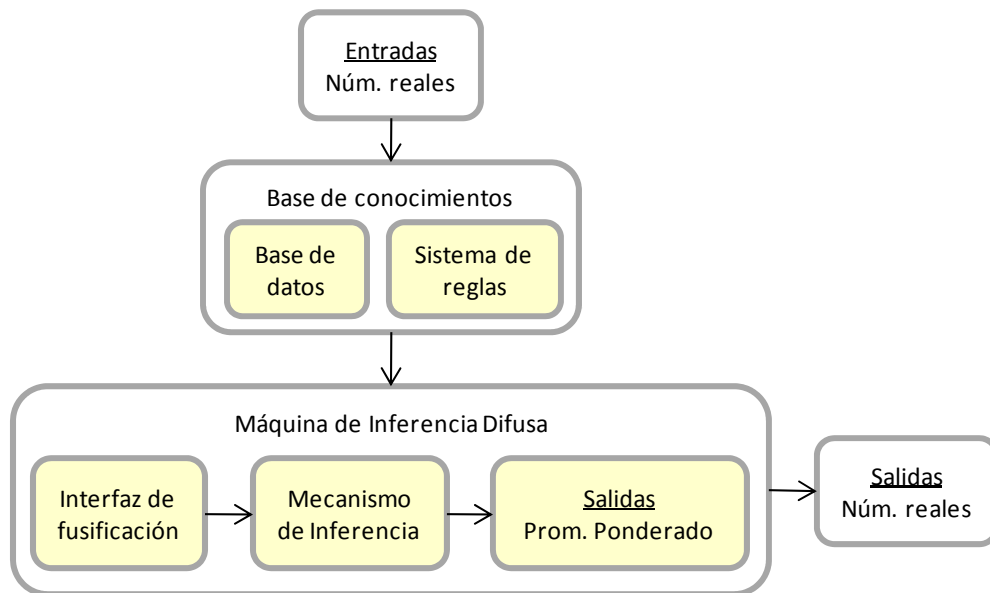 Entradas
Núm. reales
Base de conocimientos
Base de
datos
Sistema de
reglas
Máquina de Inferencia Difusa
Interfaz de
fusificación
Mecanismo
de Inferencia
Salidas
Prom. Ponderado
Salidas
Núm. reales